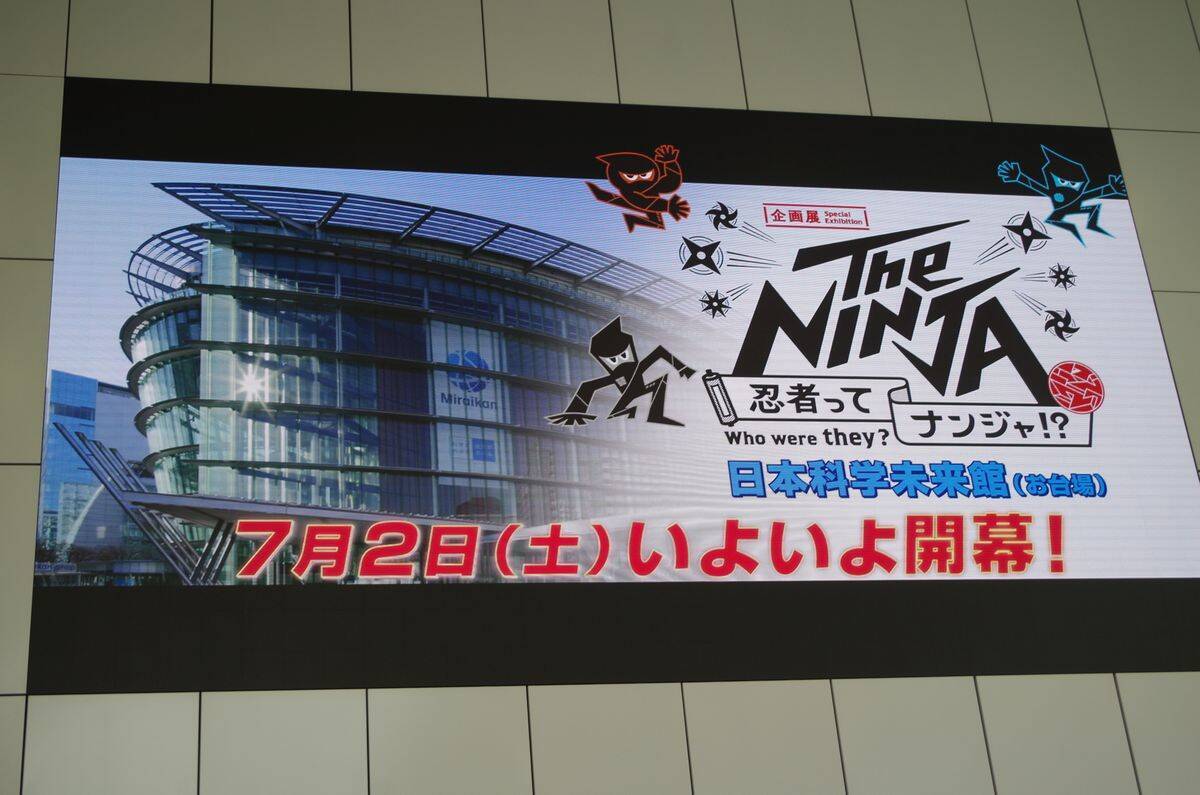 企画展 Special Exhibition
The NINJA
忍者って
ナンジャ!?
Who were they?
日本科学未来館(お台場)
Miraikan
7月2日(土)いよいよ開幕!